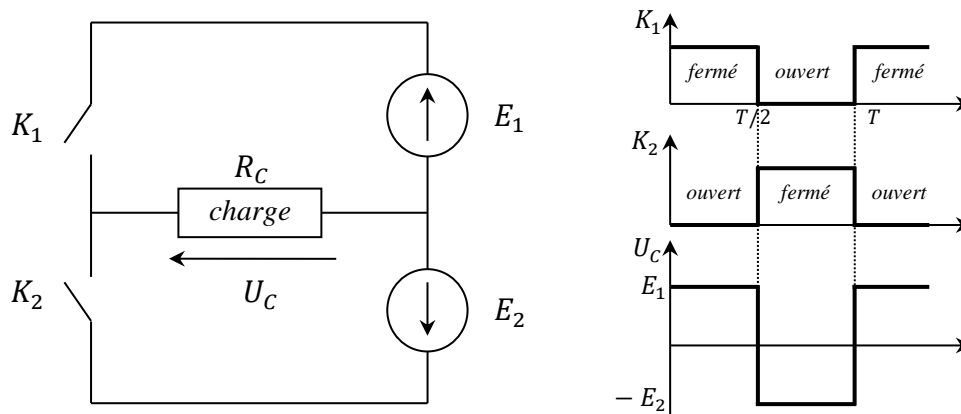 K₁
R_C
charge
U_C
K₂
E₁
E₂
K₁
fermé ouvert fermé
T/2 T
K₂
ouvert fermé ouvert
U_C
E₁
− E₂